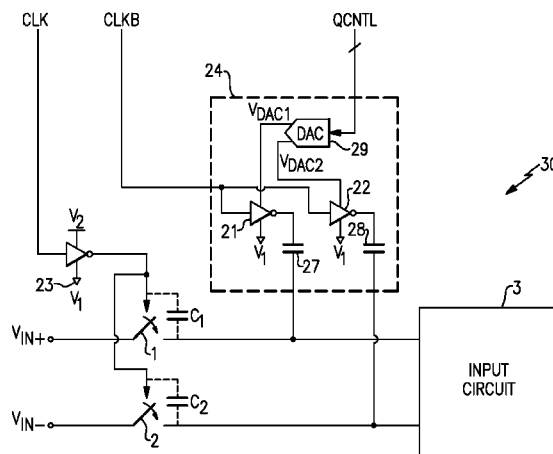 CLK CLKB QCNTL
24
VDAC1
DAC
29
VDAC2
30
22
21
V1 V1
28
27
V2
23
V1
C1
3
VIN+
1
INPUT
CIRCUIT
C2
VIN−
2